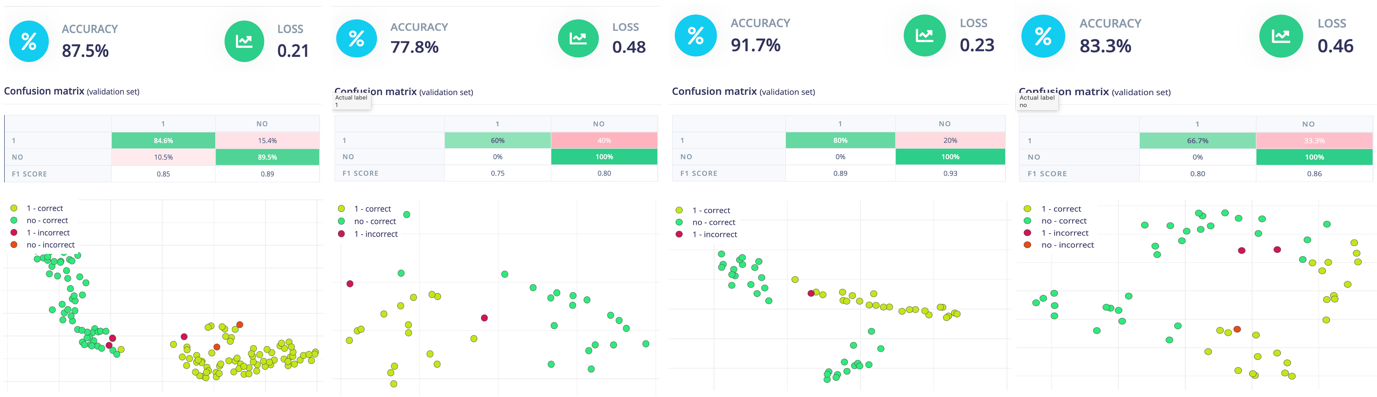 ACCURACY
87.5%
LOSS
0.21
Confusion matrix (validation set)
1 NO
1 84.6% 15.4%
NO 10.5% 89.5%
F1 SCORE 0.85 0.89
1 - correct
no - correct
1 - incorrect
no - incorrect
ACCURACY
77.8%
LOSS
0.48
Confusion matrix (validation set)
Actual label
1
1 NO
1 60% 40%
NO 0% 100%
F1 SCORE 0.75 0.80
1 - correct
no - correct
1 - incorrect
ACCURACY
91.7%
LOSS
0.23
Confusion matrix (validation set)
1 NO
1 80% 20%
NO 0% 100%
F1 SCORE 0.89 0.93
1 - correct
no - correct
1 - incorrect
ACCURACY
83.3%
LOSS
0.46
Confusion matrix (validation set)
Actual label
no
1 NO
1 66.7% 33.3%
NO 0% 100%
F1 SCORE 0.80 0.86
1 - correct
no - correct
1 - incorrect
no - incorrect